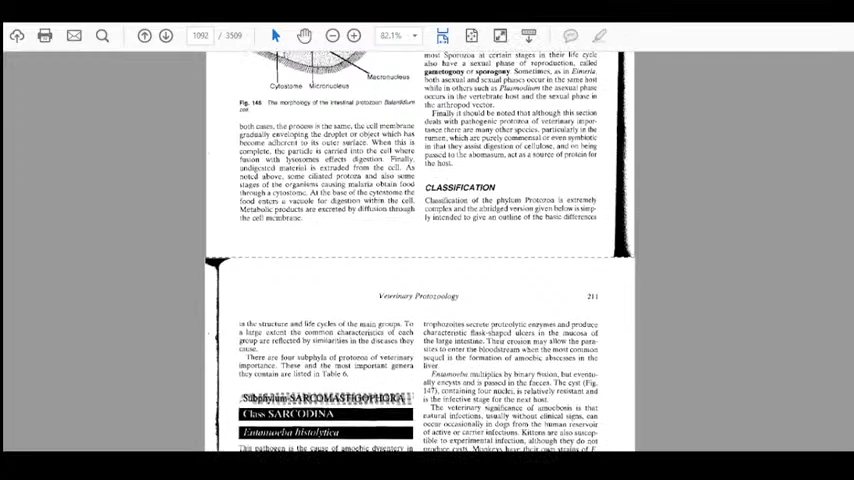 1092 / 3509
82.1%
Macronucleus
Cytostome Micronucleus
Fig. 146 The morphology of the intestinal protozoan Balantidium
coli.
both cases, the process is the same, the cell membrane
gradually enveloping the droplet or object which has
become adherent to its outer surface. When this is
complete, the particle is carried into the cell where
fusion with lysosomes effects digestion. Finally,
undigested material is extruded from the cell. As
noted above, some ciliated protozoa and also some
stages of the organisms causing malaria obtain food
through a cytostome. At the base of the cytostome the
food enters a vacuole for digestion within the cell.
Metabolic products are excreted by diffusion through
the cell membrane.
most Sporozoa at certain stages in their life cycle
also have a sexual phase of reproduction, called
gametogony or sporogony. Sometimes, as in Eimeria,
both asexual and sexual phases occur in the same host
while in others such as Plasmodium the asexual phase
occurs in the vertebrate host and the sexual phase in
the arthropod vector.
Finally it should be noted that although this section
deals with pathogenic protozoa of veterinary impor-
tance there are many other species, particularly in the
rumen, which are purely commensal or even symbiotic
in that they assist digestion of cellulose, and on being
passed to the abomasum, act as a source of protein for
the host.
CLASSIFICATION
Classification of the phylum Protozoa is extremely
complex and the abridged version given below is simp-
ly intended to give an outline of the basic differences
Veterinary Protozoology 211
in the structure and life cycles of the main groups. To
a large extent the common characteristics of each
group are reflected by similarities in the diseases they
cause.
There are four subphyla of protozoa of veterinary
importance. These and the most important genera
they contain are listed in Table 6.
Subphylum SARCOMASTIGOPHORA
Class SARCODINA
Entamoeba histolytica
This pathogen is the cause of amoebic dysentery in
trophozoites secrete proteolytic enzymes and produce
characteristic flask-shaped ulcers in the mucosa of
the large intestine. Their erosion may allow the para-
sites to enter the bloodstream when the most common
sequel is the formation of amoebic abscesses in the
liver.
Entamoeba multiplies by binary fission, but eventu-
ally encysts and is passed in the faeces. The cyst (Fig.
147), containing four nuclei, is relatively resistant and
is the infective stage for the next host.
The veterinary significance of amoebosis is that
natural infections, usually without clinical signs, can
occur occasionally in dogs from the human reservoir
of active or carrier infections. Kittens are also suscep-
tible to experimental infection, although they do not
produce cysts. Monkeys have their own strains of E.